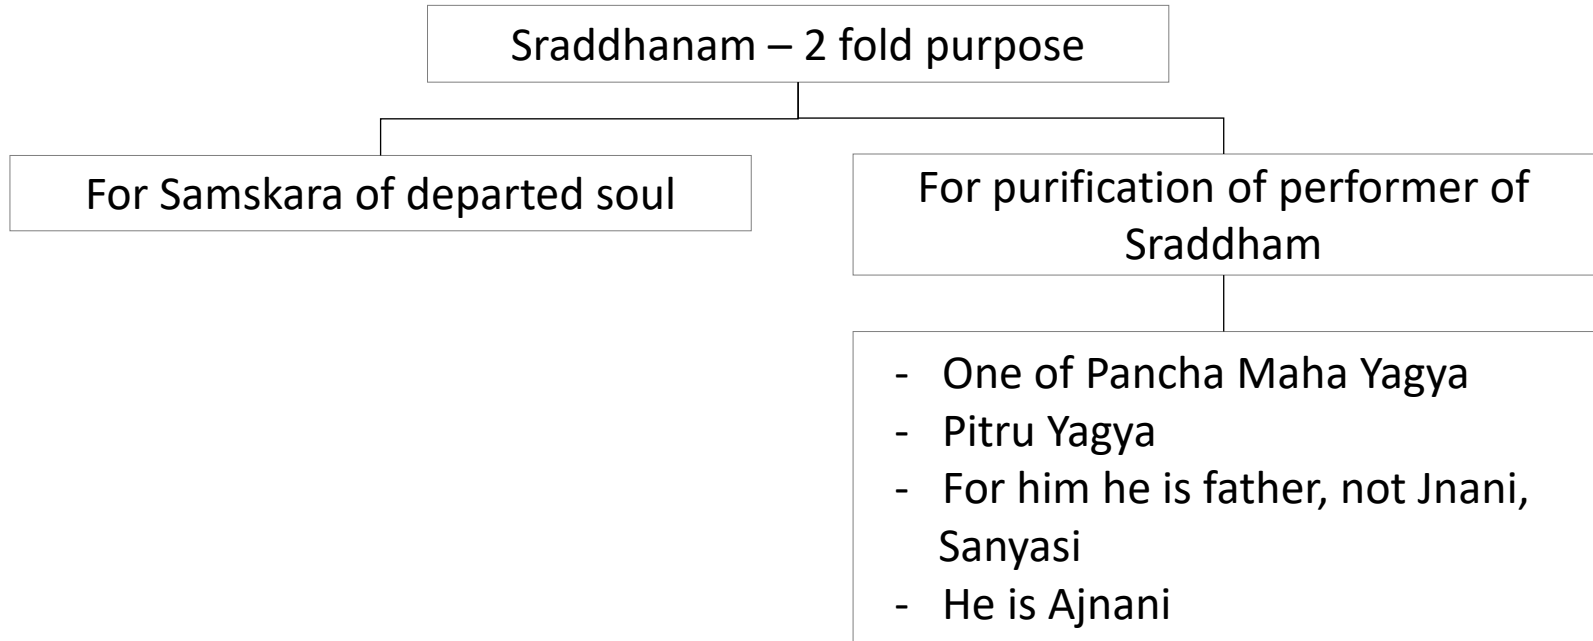 Sraddhanam – 2 fold purpose
For Samskara of departed soul
For purification of performer of
Sraddham
- One of Pancha Maha Yagya
- Pitru Yagya
- For him he is father, not Jnani,
Sanyasi
- He is Ajnani